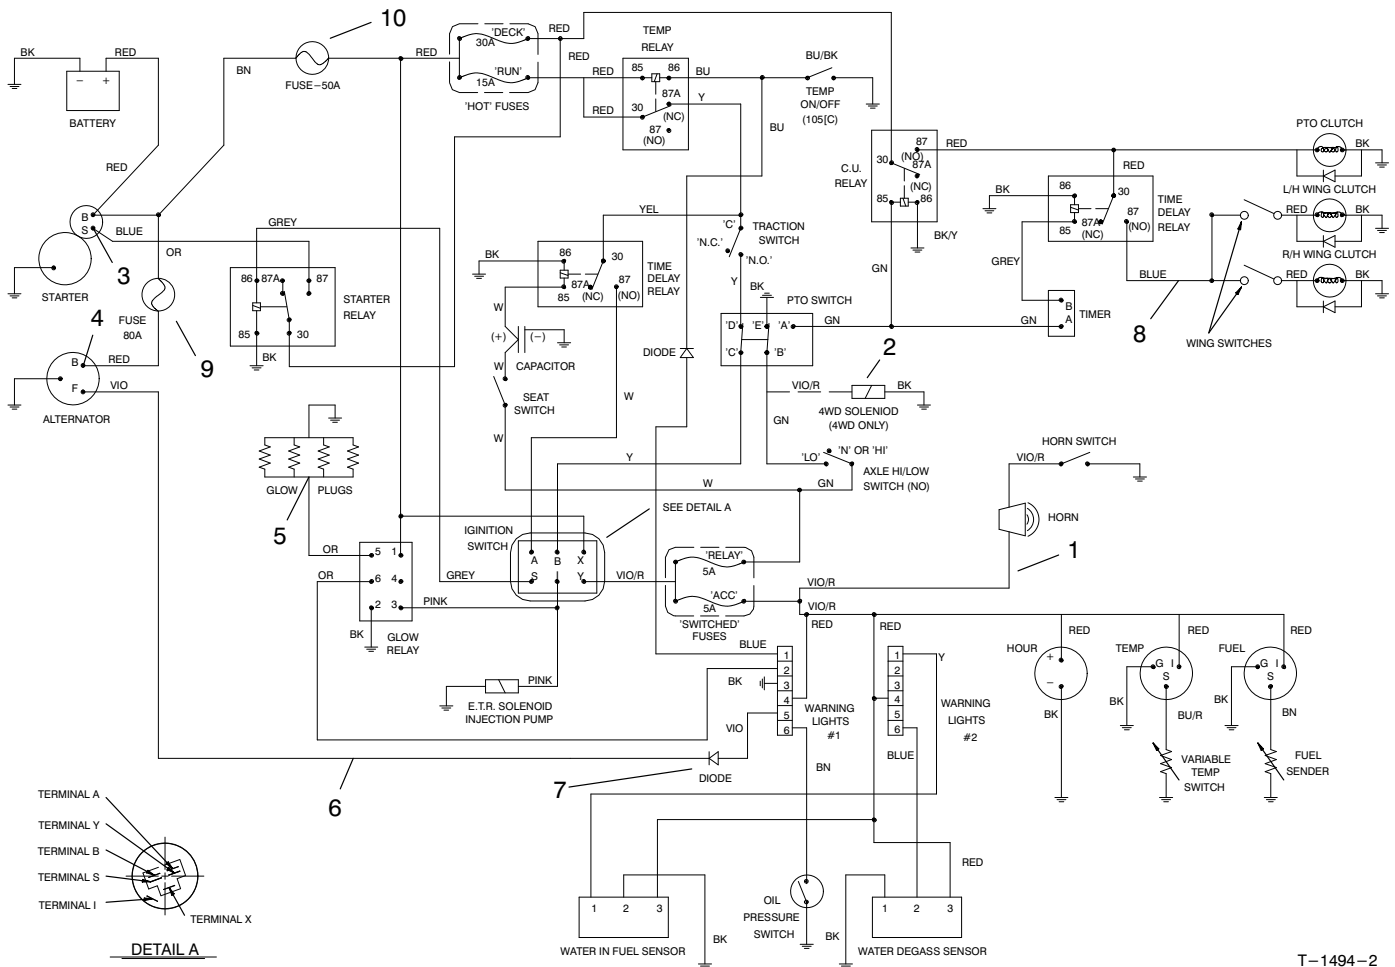 10
BK
RED
− +
BATTERY
RED
BN
FUSE−50A
RED
'DECK'
30A
'RUN'
15A
'HOT' FUSES
RED
RED
RED
RED
TEMP
RELAY
85 86
87A
30
(NC)
87
(NO)
BU
Y
BU
BU/BK
TEMP
ON/OFF
(105[C)
C.U.
RELAY
30
87
(NO)
87A
(NC)
85
86
RED
BK/Y
GN
PTO CLUTCH
BK
L/H WING CLUTCH
RED
BK
R/H WING CLUTCH
RED
BK
RED
BK
86
30
87A
(NC)
87
(NO)
85
TIME
DELAY
RELAY
GREY
BLUE
8
WING SWITCHES
B
A
TIMER
GN
B
S
3
STARTER
BLUE
GREY
OR
FUSE
80A
9
86 87A 87
85
30
STARTER
RELAY
BK
4
B
F
RED
VIO
ALTERNATOR
YEL
BK
86
30
87A
(NC)
87
(NO)
85
TIME
DELAY
RELAY
'C'
'N.C.'
'N.O.'
TRACTION
SWITCH
Y
BK
PTO SWITCH
'D' 'E' 'A'
'C' 'B'
GN
W
(+) (−)
CAPACITOR
W
SEAT
SWITCH
W
W
DIODE
2
VIO/R
BK
4WD SOLENIOD
(4WD ONLY)
GN
'LO'
'N' OR 'HI'
AXLE HI/LOW
SWITCH (NO)
GN
W
Y
GLOW PLUGS
5
OR
OR
5 1
6 4
2 3
BK
GLOW
RELAY
GREY
PINK
IGINITION
SWITCH
A B X
S I Y
SEE DETAIL A
VIO/R
'RELAY'
5A
'ACC'
5A
'SWITCHED'
FUSES
HORN SWITCH
VIO/R
HORN
1
VIO/R
VIO/R
RED
RED
PINK
E.T.R. SOLENOID
INJECTION PUMP
BLUE
BK
VIO
1
2
3
4
5
6
WARNING
LIGHTS
#1
BN
1
2
3
4
5
6
Y
BLUE
WARNING
LIGHTS
#2
HOUR
+
−
RED
BK
TEMP
G I
S
RED
BK
BU/R
VARIABLE
TEMP
SWITCH
FUEL
G I
S
RED
BK
BN
FUEL
SENDER
6
7
DIODE
TERMINAL A
TERMINAL Y
TERMINAL B
TERMINAL S
TERMINAL I
TERMINAL X
DETAIL A
1 2 3
WATER IN FUEL SENSOR
BK
OIL
PRESSURE
SWITCH
BK
1 2 3
WATER DEGASS SENSOR
RED
T−1494−2